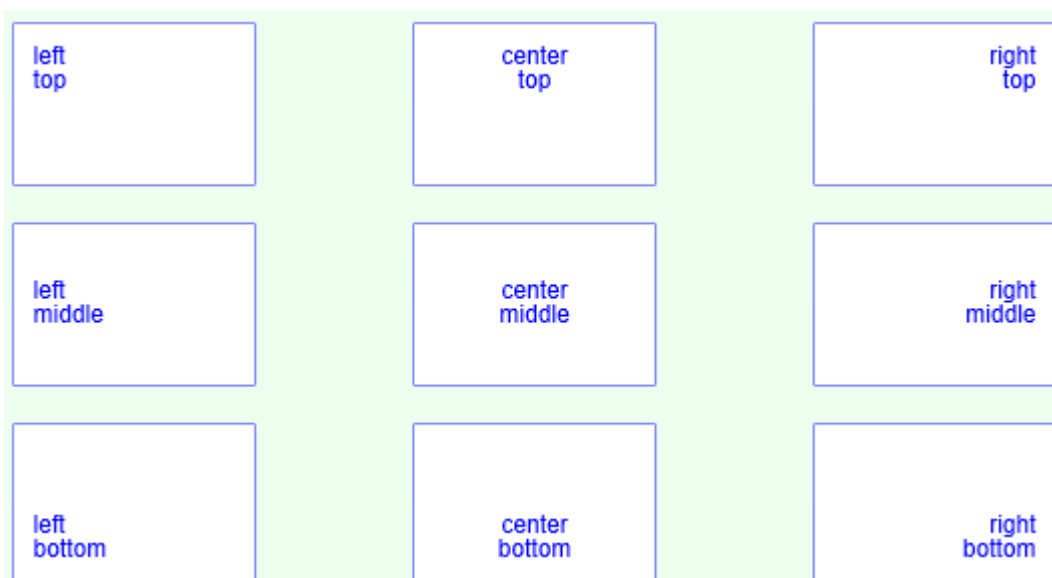 left
top
center
top
right
top
left
middle
center
middle
right
middle
left
bottom
center
bottom
right
bottom